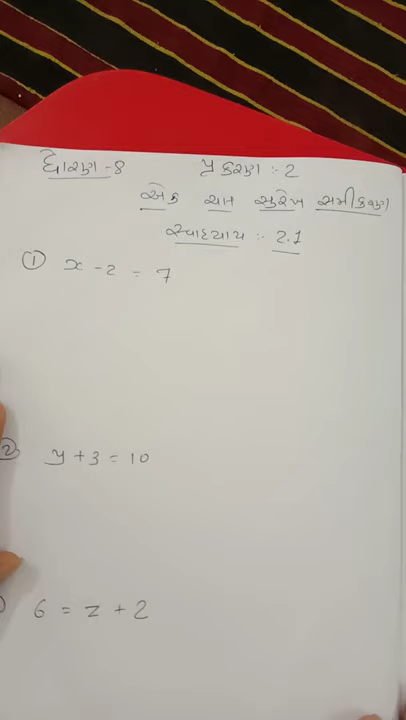 ધોરણ - 8 પ્રકરણ :- 2
એક ચલ સુરેખ સમીકરણ
સ્વાધ્યાય :- 2.1
① x - 2 = 7
② y + 3 = 10
6 = z + 2